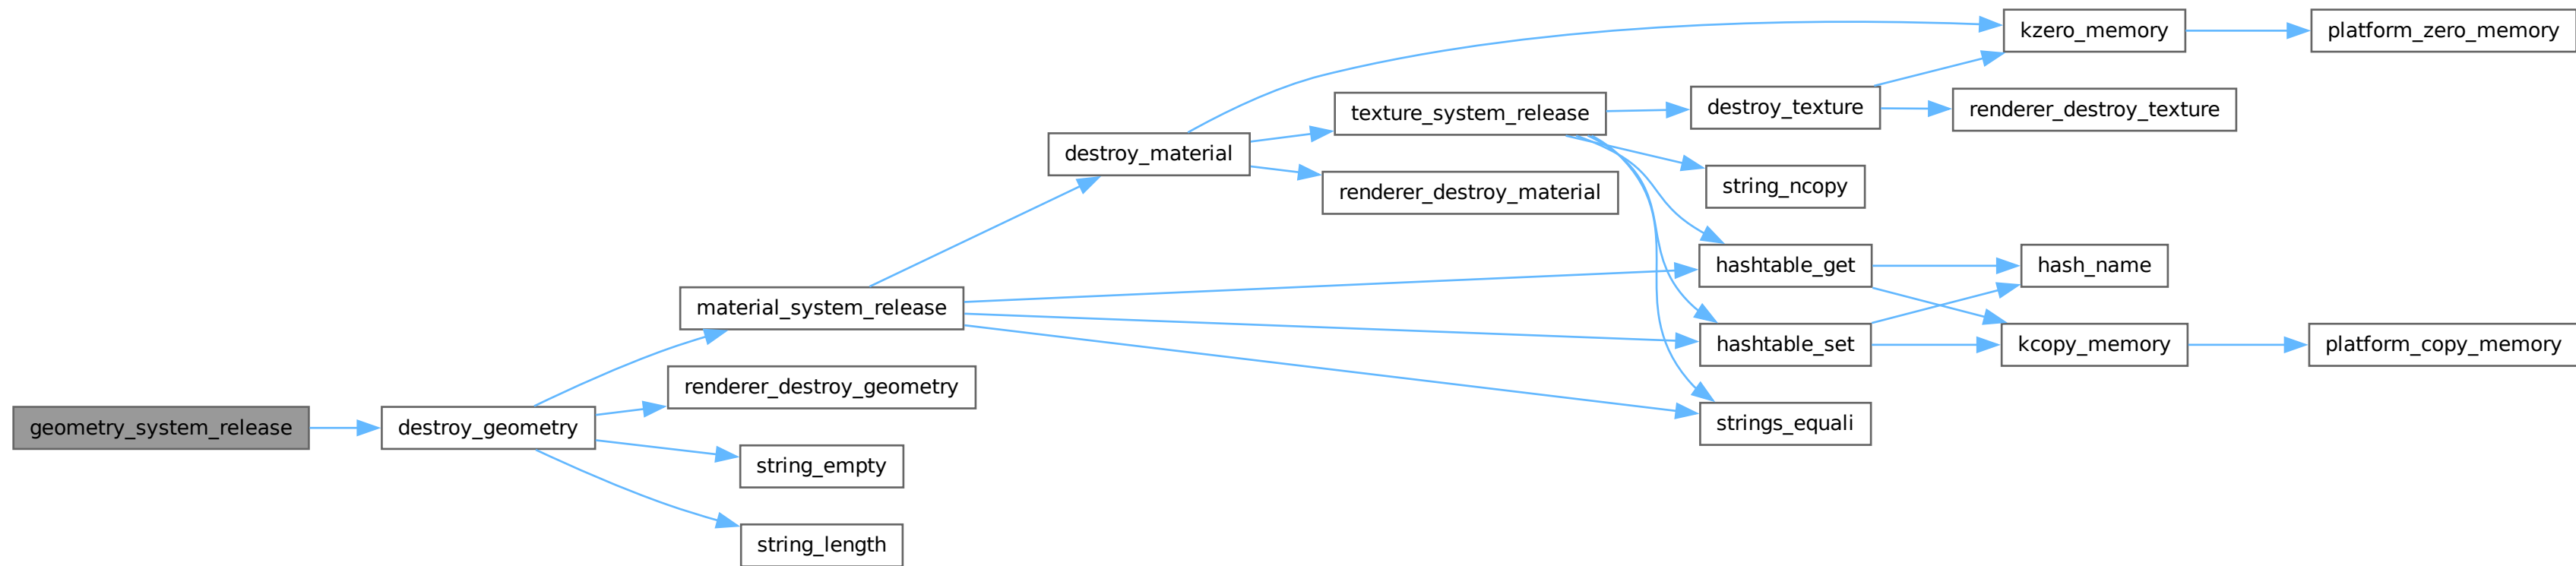 geometry_system_release
destroy_geometry
material_system_release
renderer_destroy_geometry
string_empty
string_length
destroy_material
texture_system_release
renderer_destroy_material
destroy_texture
string_ncopy
hashtable_get
hashtable_set
strings_equali
kzero_memory
renderer_destroy_texture
hash_name
kcopy_memory
platform_zero_memory
platform_copy_memory